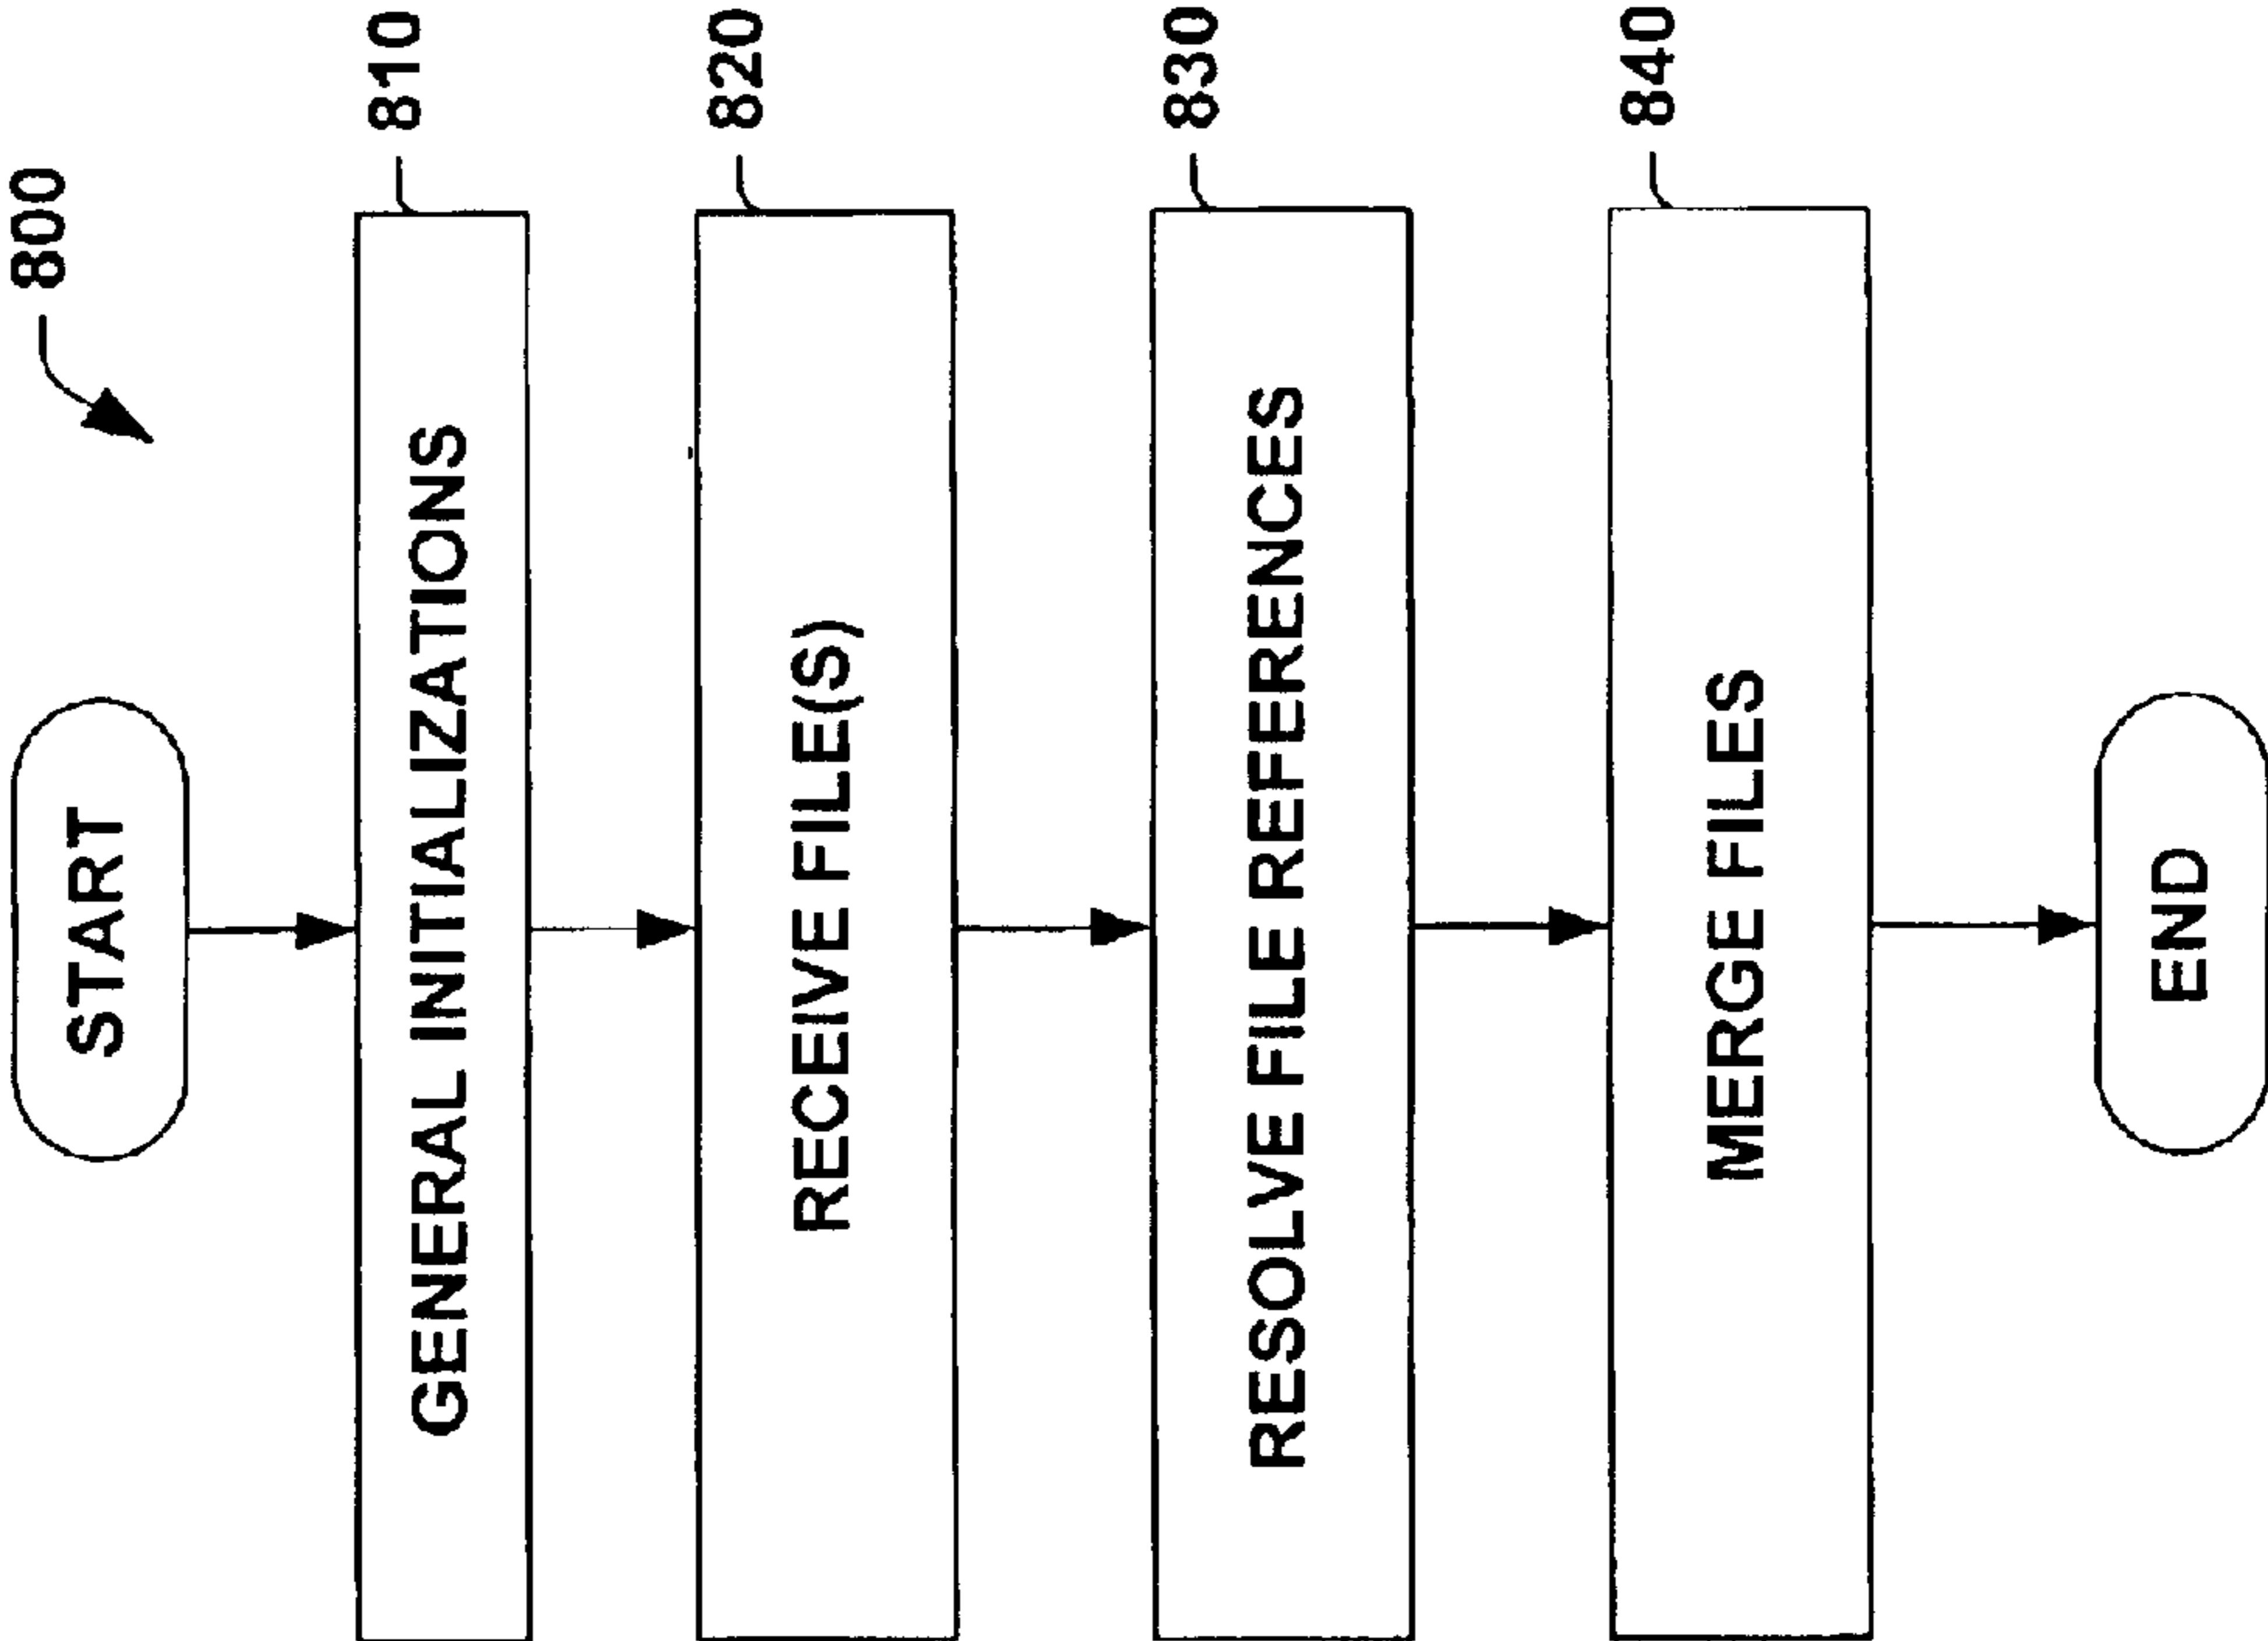 START
800
GENERAL INITIALIZATIONS
810
RECEIVE FILE(S)
820
RESOLVE FILE REFERENCES
830
MERGE FILES
840
END